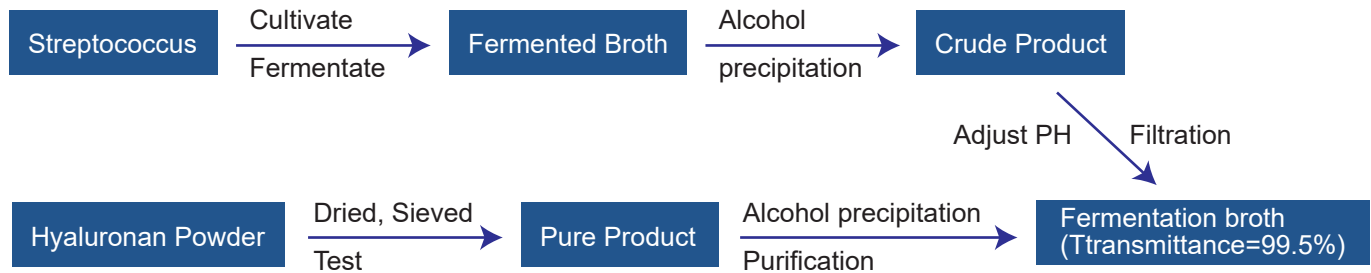 Streptococcus
Cultivate
Fermentate
Fermented Broth
Alcohol
precipitation
Crude Product
Adjust PH
Filtration
Hyaluronan Powder
Dried, Sieved
Test
Pure Product
Alcohol precipitation
Purification
Fermentation broth
(Ttransmittance=99.5%)